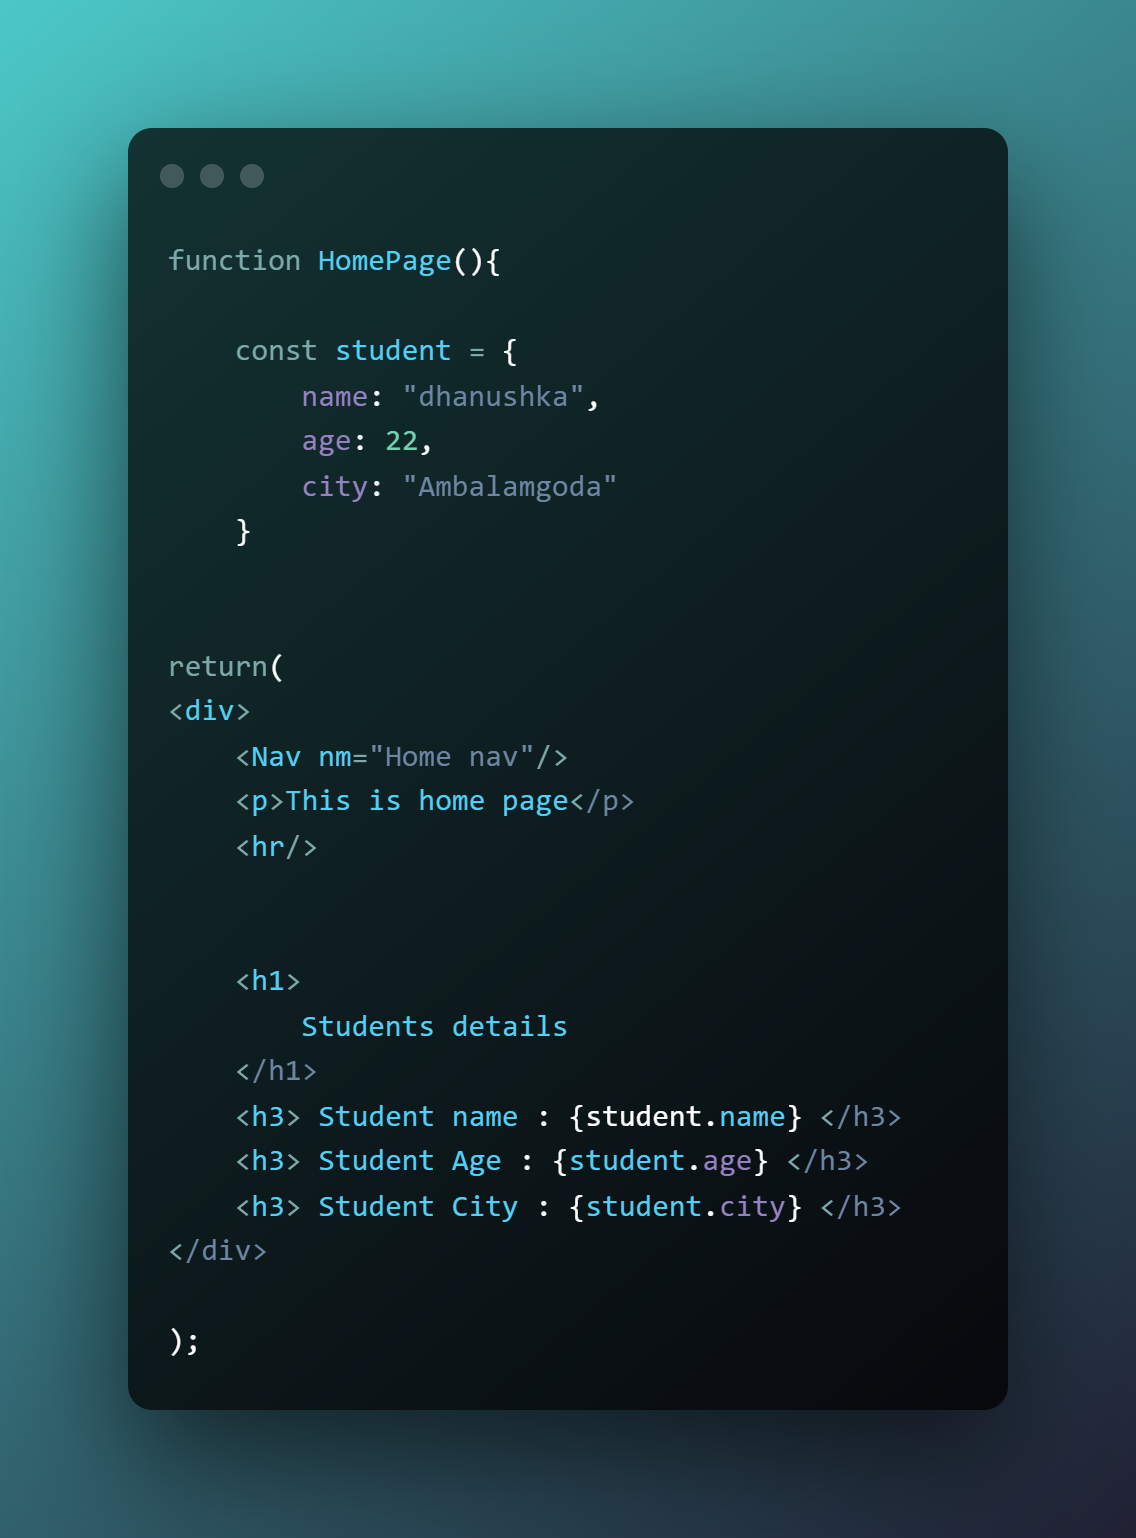 function HomePage(){
const student = {
name: "dhanushka",
age: 22,
city: "Ambalamgoda"
}
return(
<div>
<Nav nm="Home nav"/>
<p>This is home page</p>
<hr/>
<h1>
Students details
</h1>
<h3> Student name : {student.name} </h3>
<h3> Student Age : {student.age} </h3>
<h3> Student City : {student.city} </h3>
</div>
);